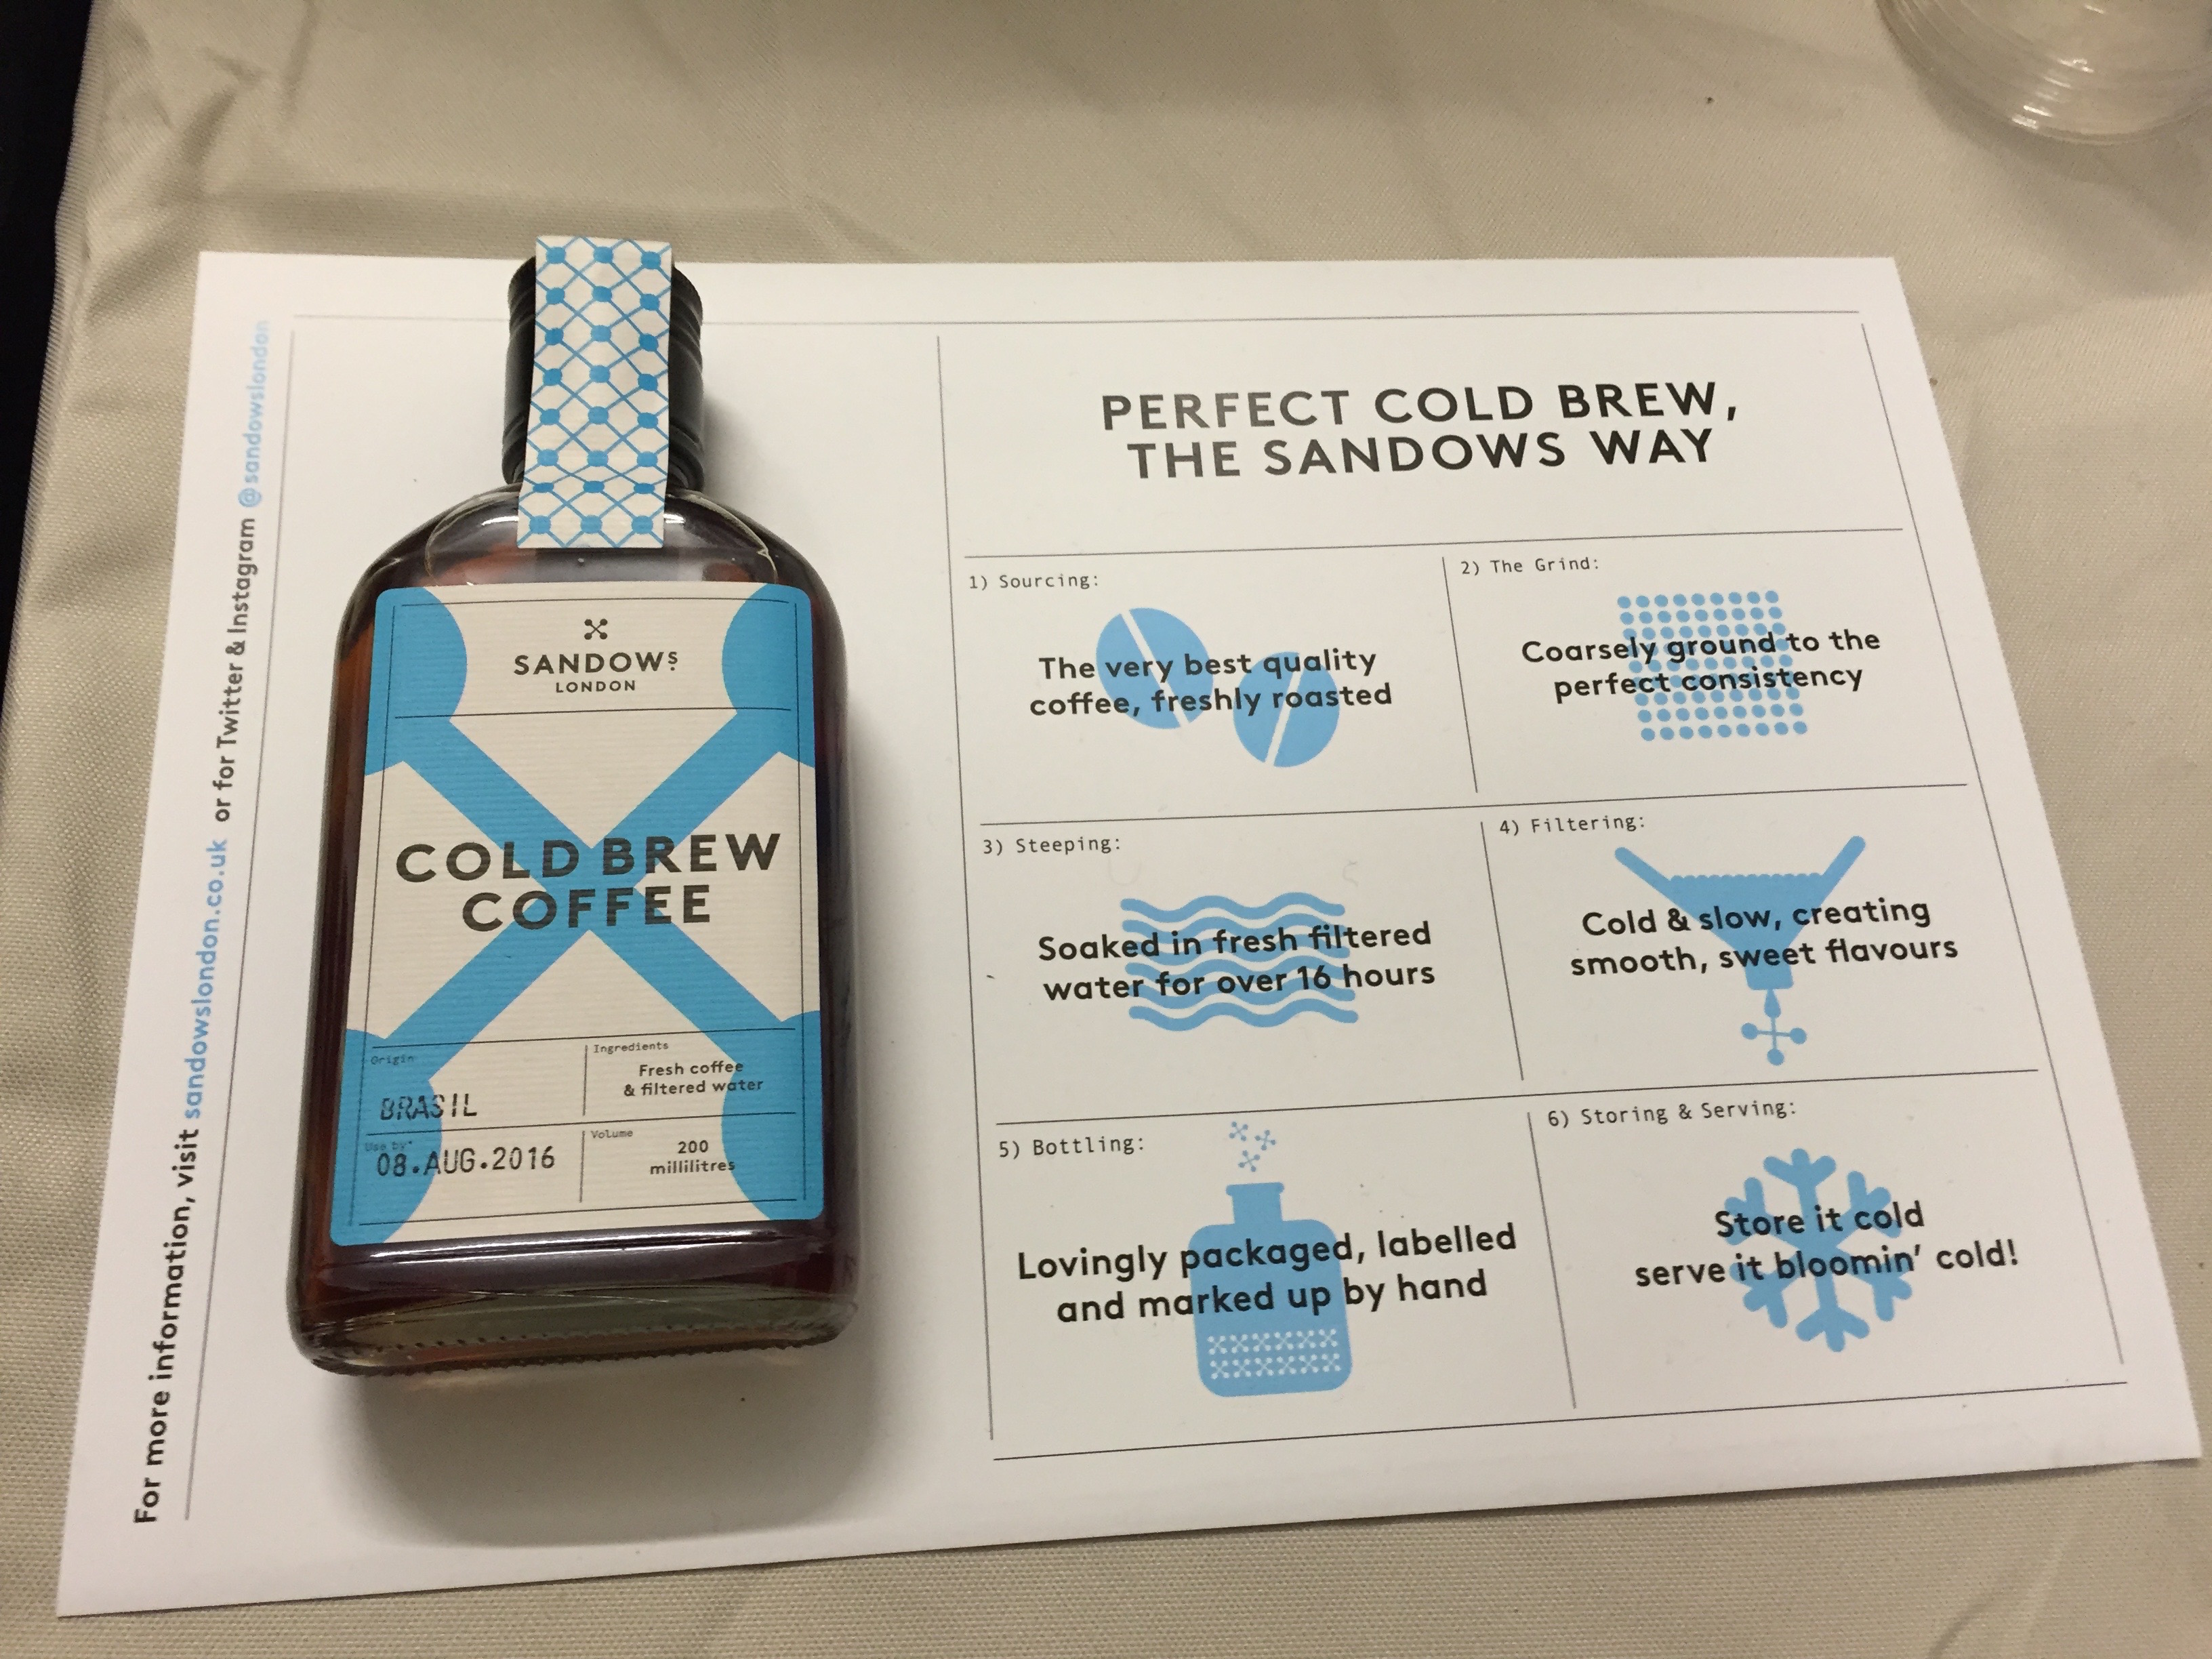 For more information, visit sandowslondon.co.uk or for Twitter & Instagram @sandowslondon
SANDOWS
LONDON
COLD BREW
COFFEE
Origin
BRASIL
Ingredients
Fresh coffee
& filtered water
Use by
08.AUG.2016
Volume
200
millilitres
PERFECT COLD BREW,
THE SANDOWS WAY
1) Sourcing:
The very best quality
coffee, freshly roasted
2) The Grind:
Coarsely ground to the
perfect consistency
3) Steeping:
Soaked in fresh filtered
water for over 16 hours
4) Filtering:
Cold & slow, creating
smooth, sweet flavours
5) Bottling:
Lovingly packaged, labelled
and marked up by hand
6) Storing & Serving:
Store it cold
serve it bloomin' cold!